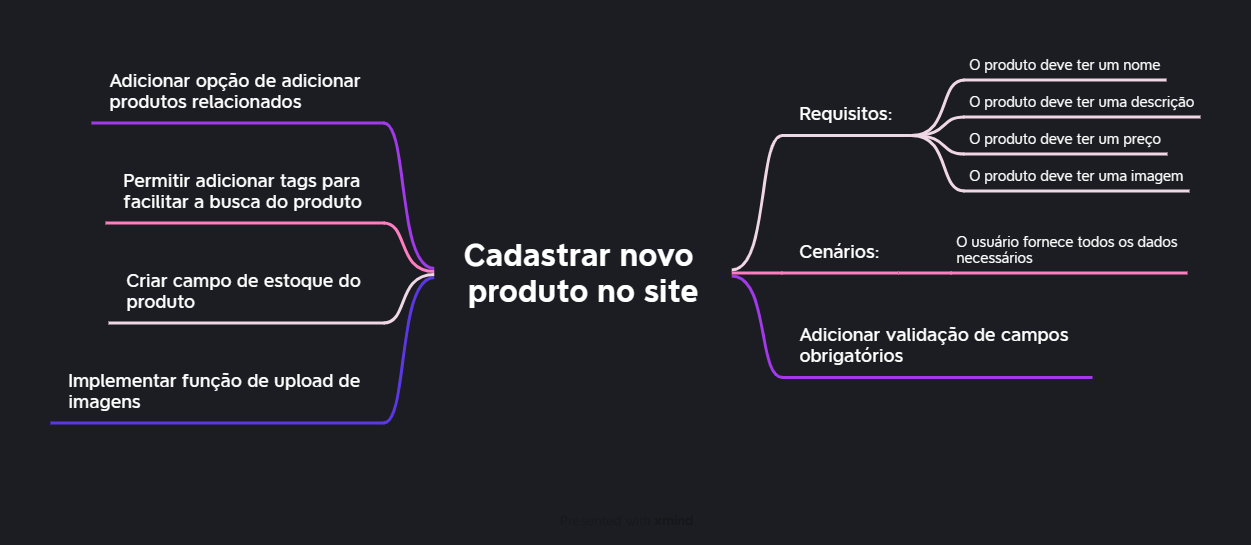 Cadastrar novo
produto no site
Requisitos:
O produto deve ter um nome
O produto deve ter uma descrição
O produto deve ter um preço
O produto deve ter uma imagem
Cenários:
O usuário fornece todos os dados
necessários
Adicionar validação de campos
obrigatórios
Adicionar opção de adicionar
produtos relacionados
Permitir adicionar tags para
facilitar a busca do produto
Criar campo de estoque do
produto
Implementar função de upload de
imagens
Presented with xmind